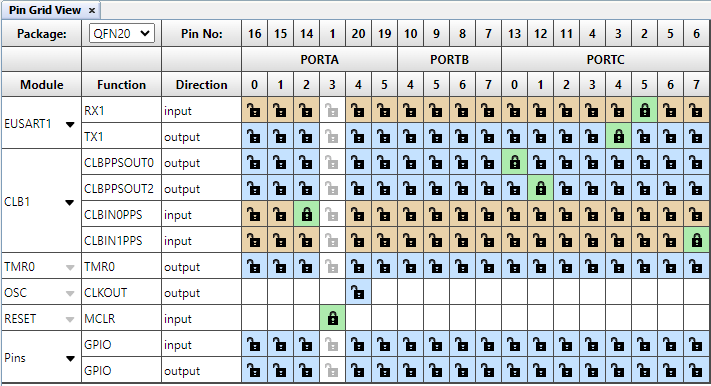 Pin Grid View ×
Package: QFN20 Pin No: 16 15 14 3 20 19 10 9 8 7 13 12 11 4 3 2 5 6
PORTA PORTB PORTC
Module Function Direction 0 1 2 3 4 5 4 5 6 7 0 1 2 3 4 5 6 7
EUSART1 RX1 input
TX1 output
CLB1 CLBPPSOUT0 output
CLBPPSOUT2 output
CLBIN0PPS input
CLBIN1PPS input
TMR0 TMR0 output
OSC CLKOUT output
RESET MCLR input
Pins GPIO input
GPIO output